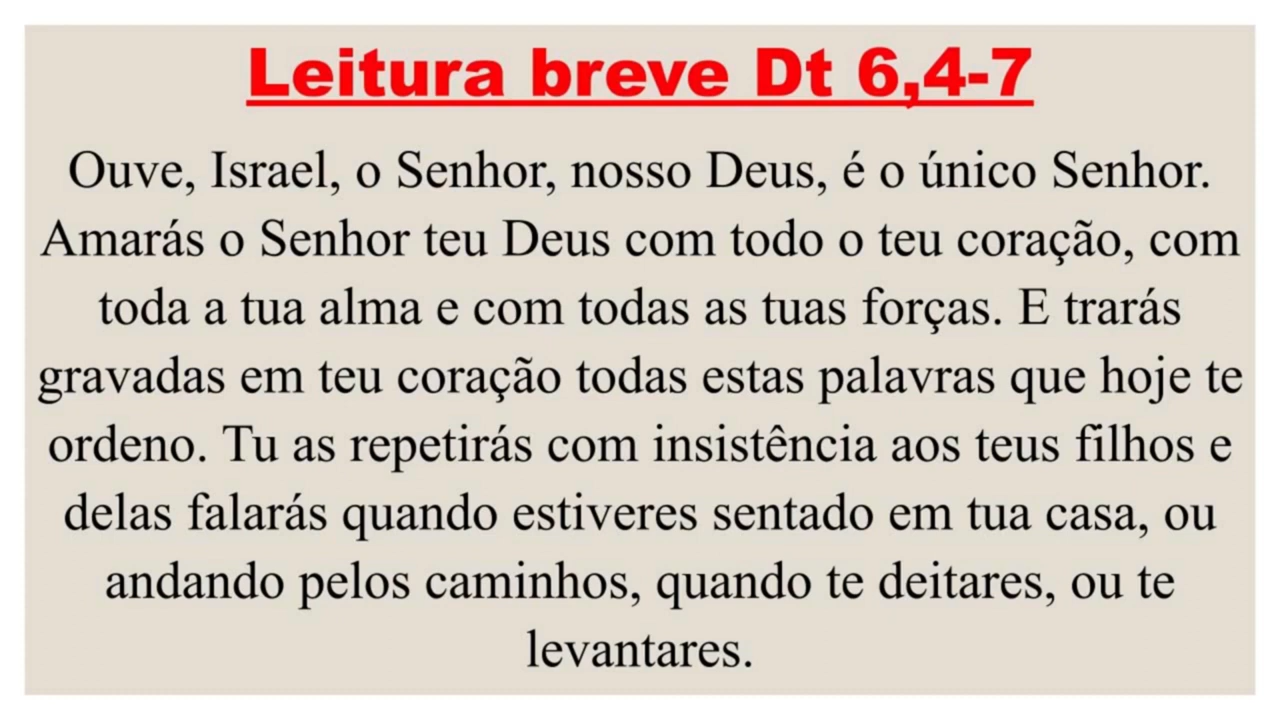 Leitura breve Dt 6,4-7
Ouve, Israel, o Senhor, nosso Deus, é o único Senhor.
Amarás o Senhor teu Deus com todo o teu coração, com
toda a tua alma e com todas as tuas forças. E trarás
gravadas em teu coração todas estas palavras que hoje te
ordeno. Tu as repetirás com insistência aos teus filhos e
delas falarás quando estiveres sentado em tua casa, ou
andando pelos caminhos, quando te deitares, ou te
levantares.